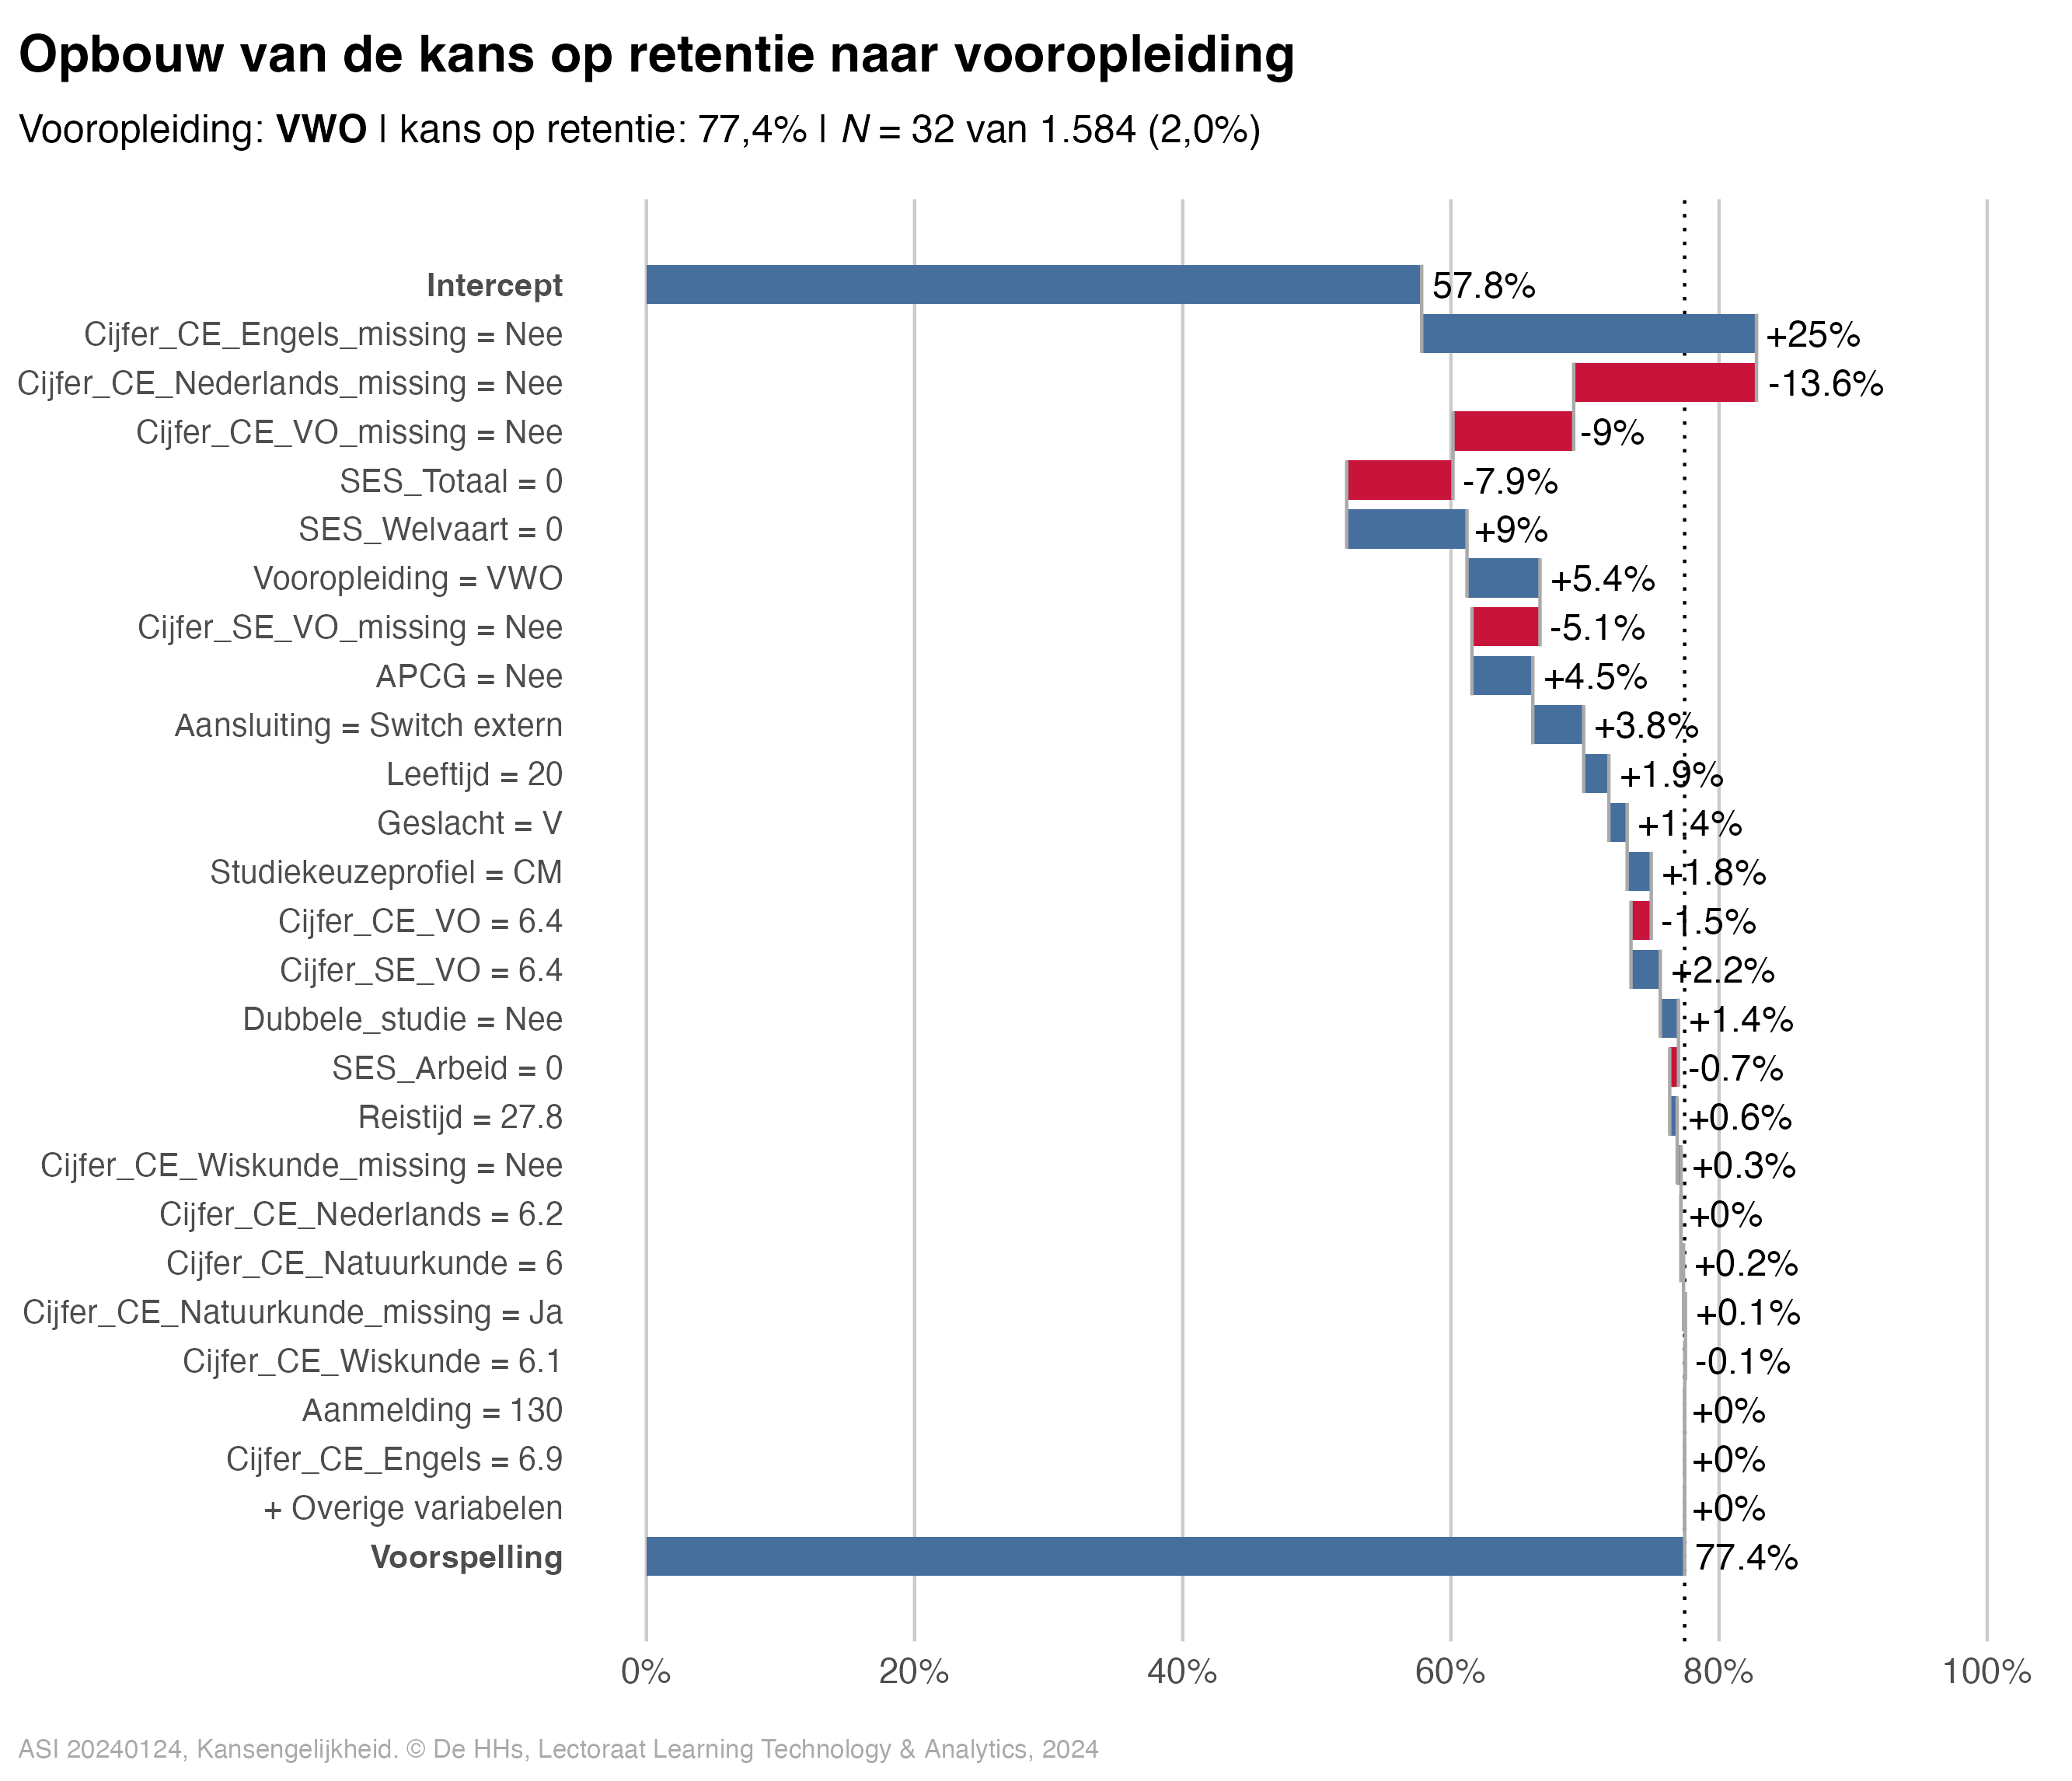 Opbouw van de kans op retentie naar vooropleiding
Vooropleiding: VWO | kans op retentie: 77,4% | N = 32 van 1.584 (2,0%)
Intercept 57.8%
Cijfer_CE_Engels_missing = Nee +25%
Cijfer_CE_Nederlands_missing = Nee -13.6%
Cijfer_CE_VO_missing = Nee -9%
SES_Totaal = 0 -7.9%
SES_Welvaart = 0 +9%
Vooropleiding = VWO +5.4%
Cijfer_SE_VO_missing = Nee -5.1%
APCG = Nee +4.5%
Aansluiting = Switch extern +3.8%
Leeftijd = 20 +1.9%
Geslacht = V +1.4%
Studiekeuzeprofiel = CM +1.8%
Cijfer_CE_VO = 6.4 -1.5%
Cijfer_SE_VO = 6.4 +2.2%
Dubbele_studie = Nee +1.4%
SES_Arbeid = 0 -0.7%
Reistijd = 27.8 +0.6%
Cijfer_CE_Wiskunde_missing = Nee +0.3%
Cijfer_CE_Nederlands = 6.2 +0%
Cijfer_CE_Natuurkunde = 6 +0.2%
Cijfer_CE_Natuurkunde_missing = Ja +0.1%
Cijfer_CE_Wiskunde = 6.1 -0.1%
Aanmelding = 130 +0%
Cijfer_CE_Engels = 6.9 +0%
+ Overige variabelen +0%
Voorspelling 77.4%
0% 20% 40% 60% 80% 100%
ASI 20240124, Kansengelijkheid. © De HHs, Lectoraat Learning Technology & Analytics, 2024